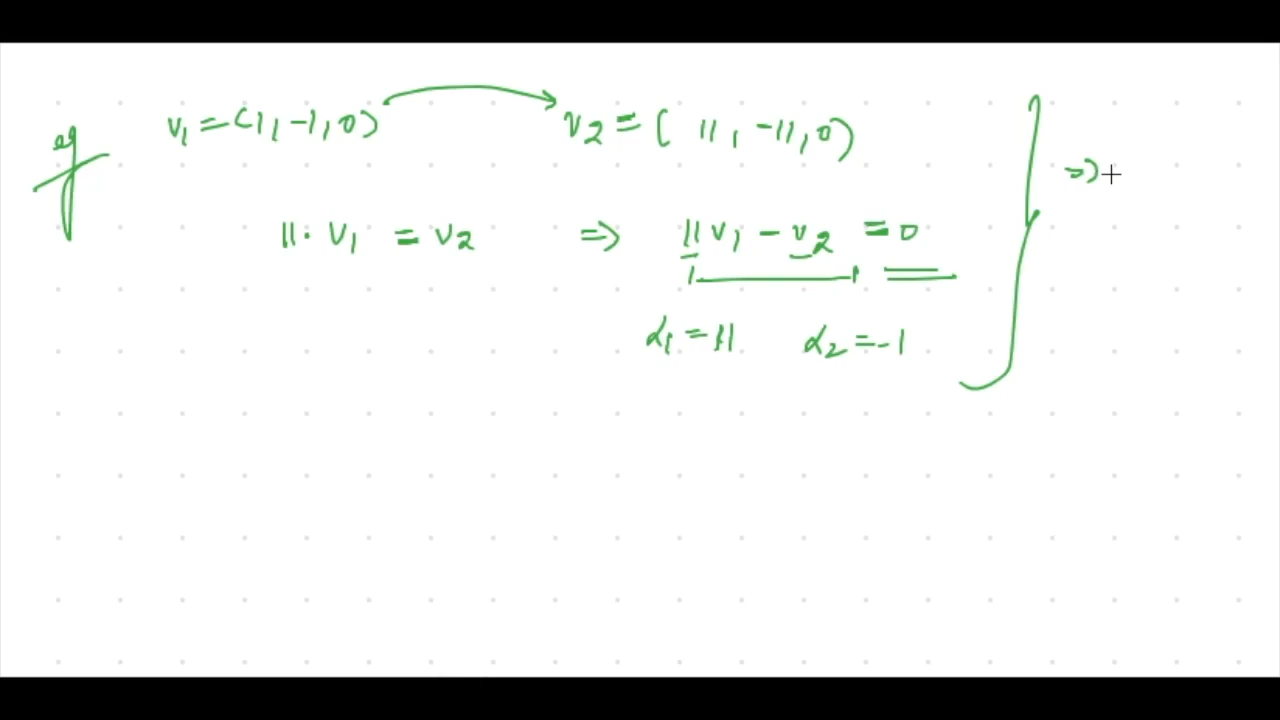 eg v₁ = (1, -1, 0) v₂ = (11, -11, 0) ⇒
11 · v₁ = v₂ ⇒ 11v₁ - v₂ = 0
α₁ = 11 α₂ = -1